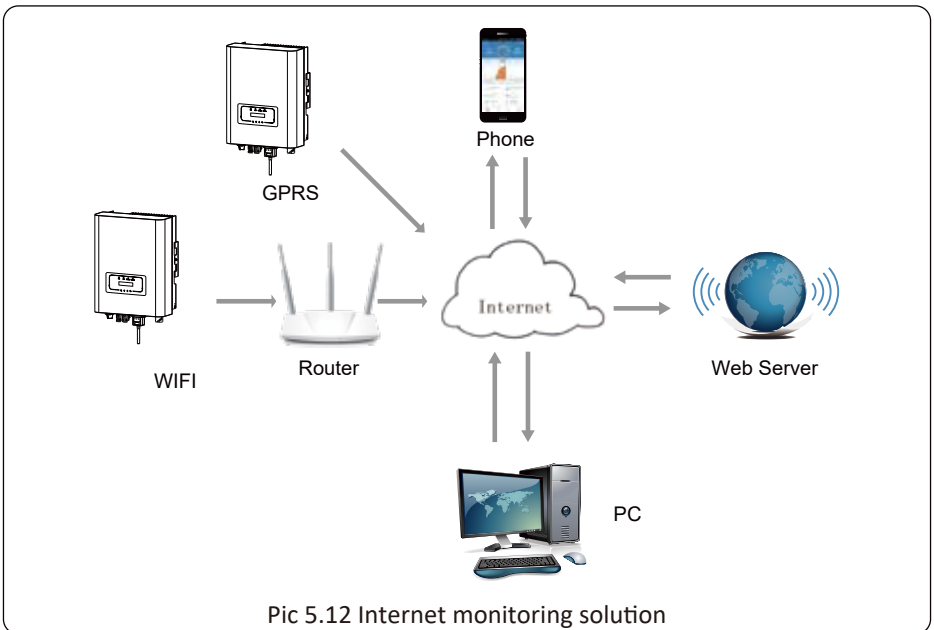 Phone
GPRS
Internet
WIFI
Router
Web Server
PC
Pic 5.12 Internet monitoring solution